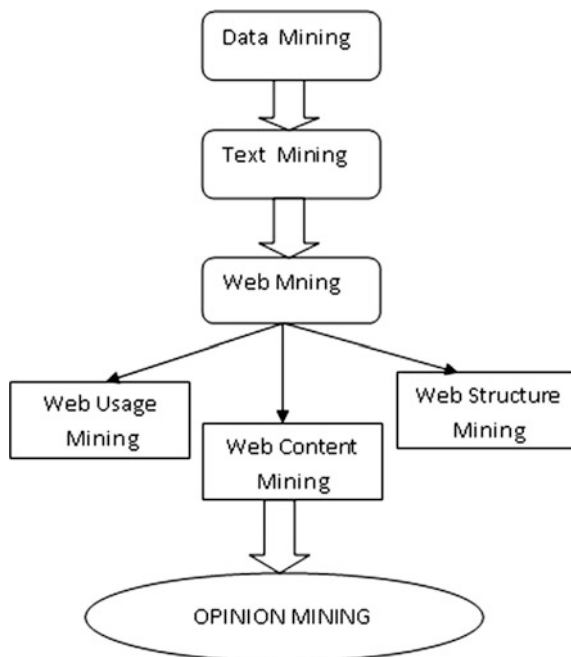 Data Mining
Text Mining
Web Mning
Web Usage
Mining
Web Content
Mining
Web Structure
Mining
OPINION MINING